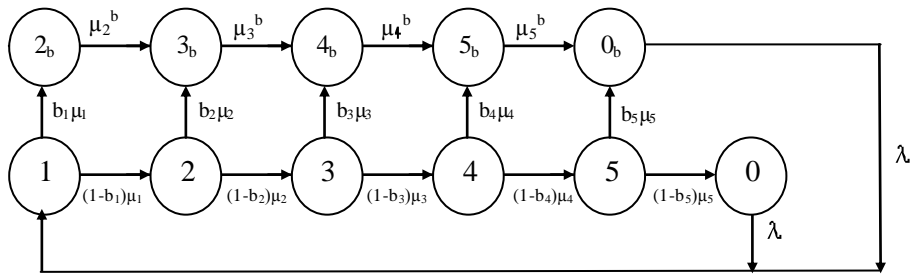 μ₂ᵇ μ₃ᵇ μ₄ᵇ μ₅ᵇ
2b 3b 4b 5b 0b
b₁μ₁ b₂μ₂ b₃μ₃ b₄μ₄ b₅μ₅
λ
1 2 3 4 5 0
(1-b₁)μ₁ (1-b₂)μ₂ (1-b₃)μ₃ (1-b₄)μ₄ (1-b₅)μ₅
λ